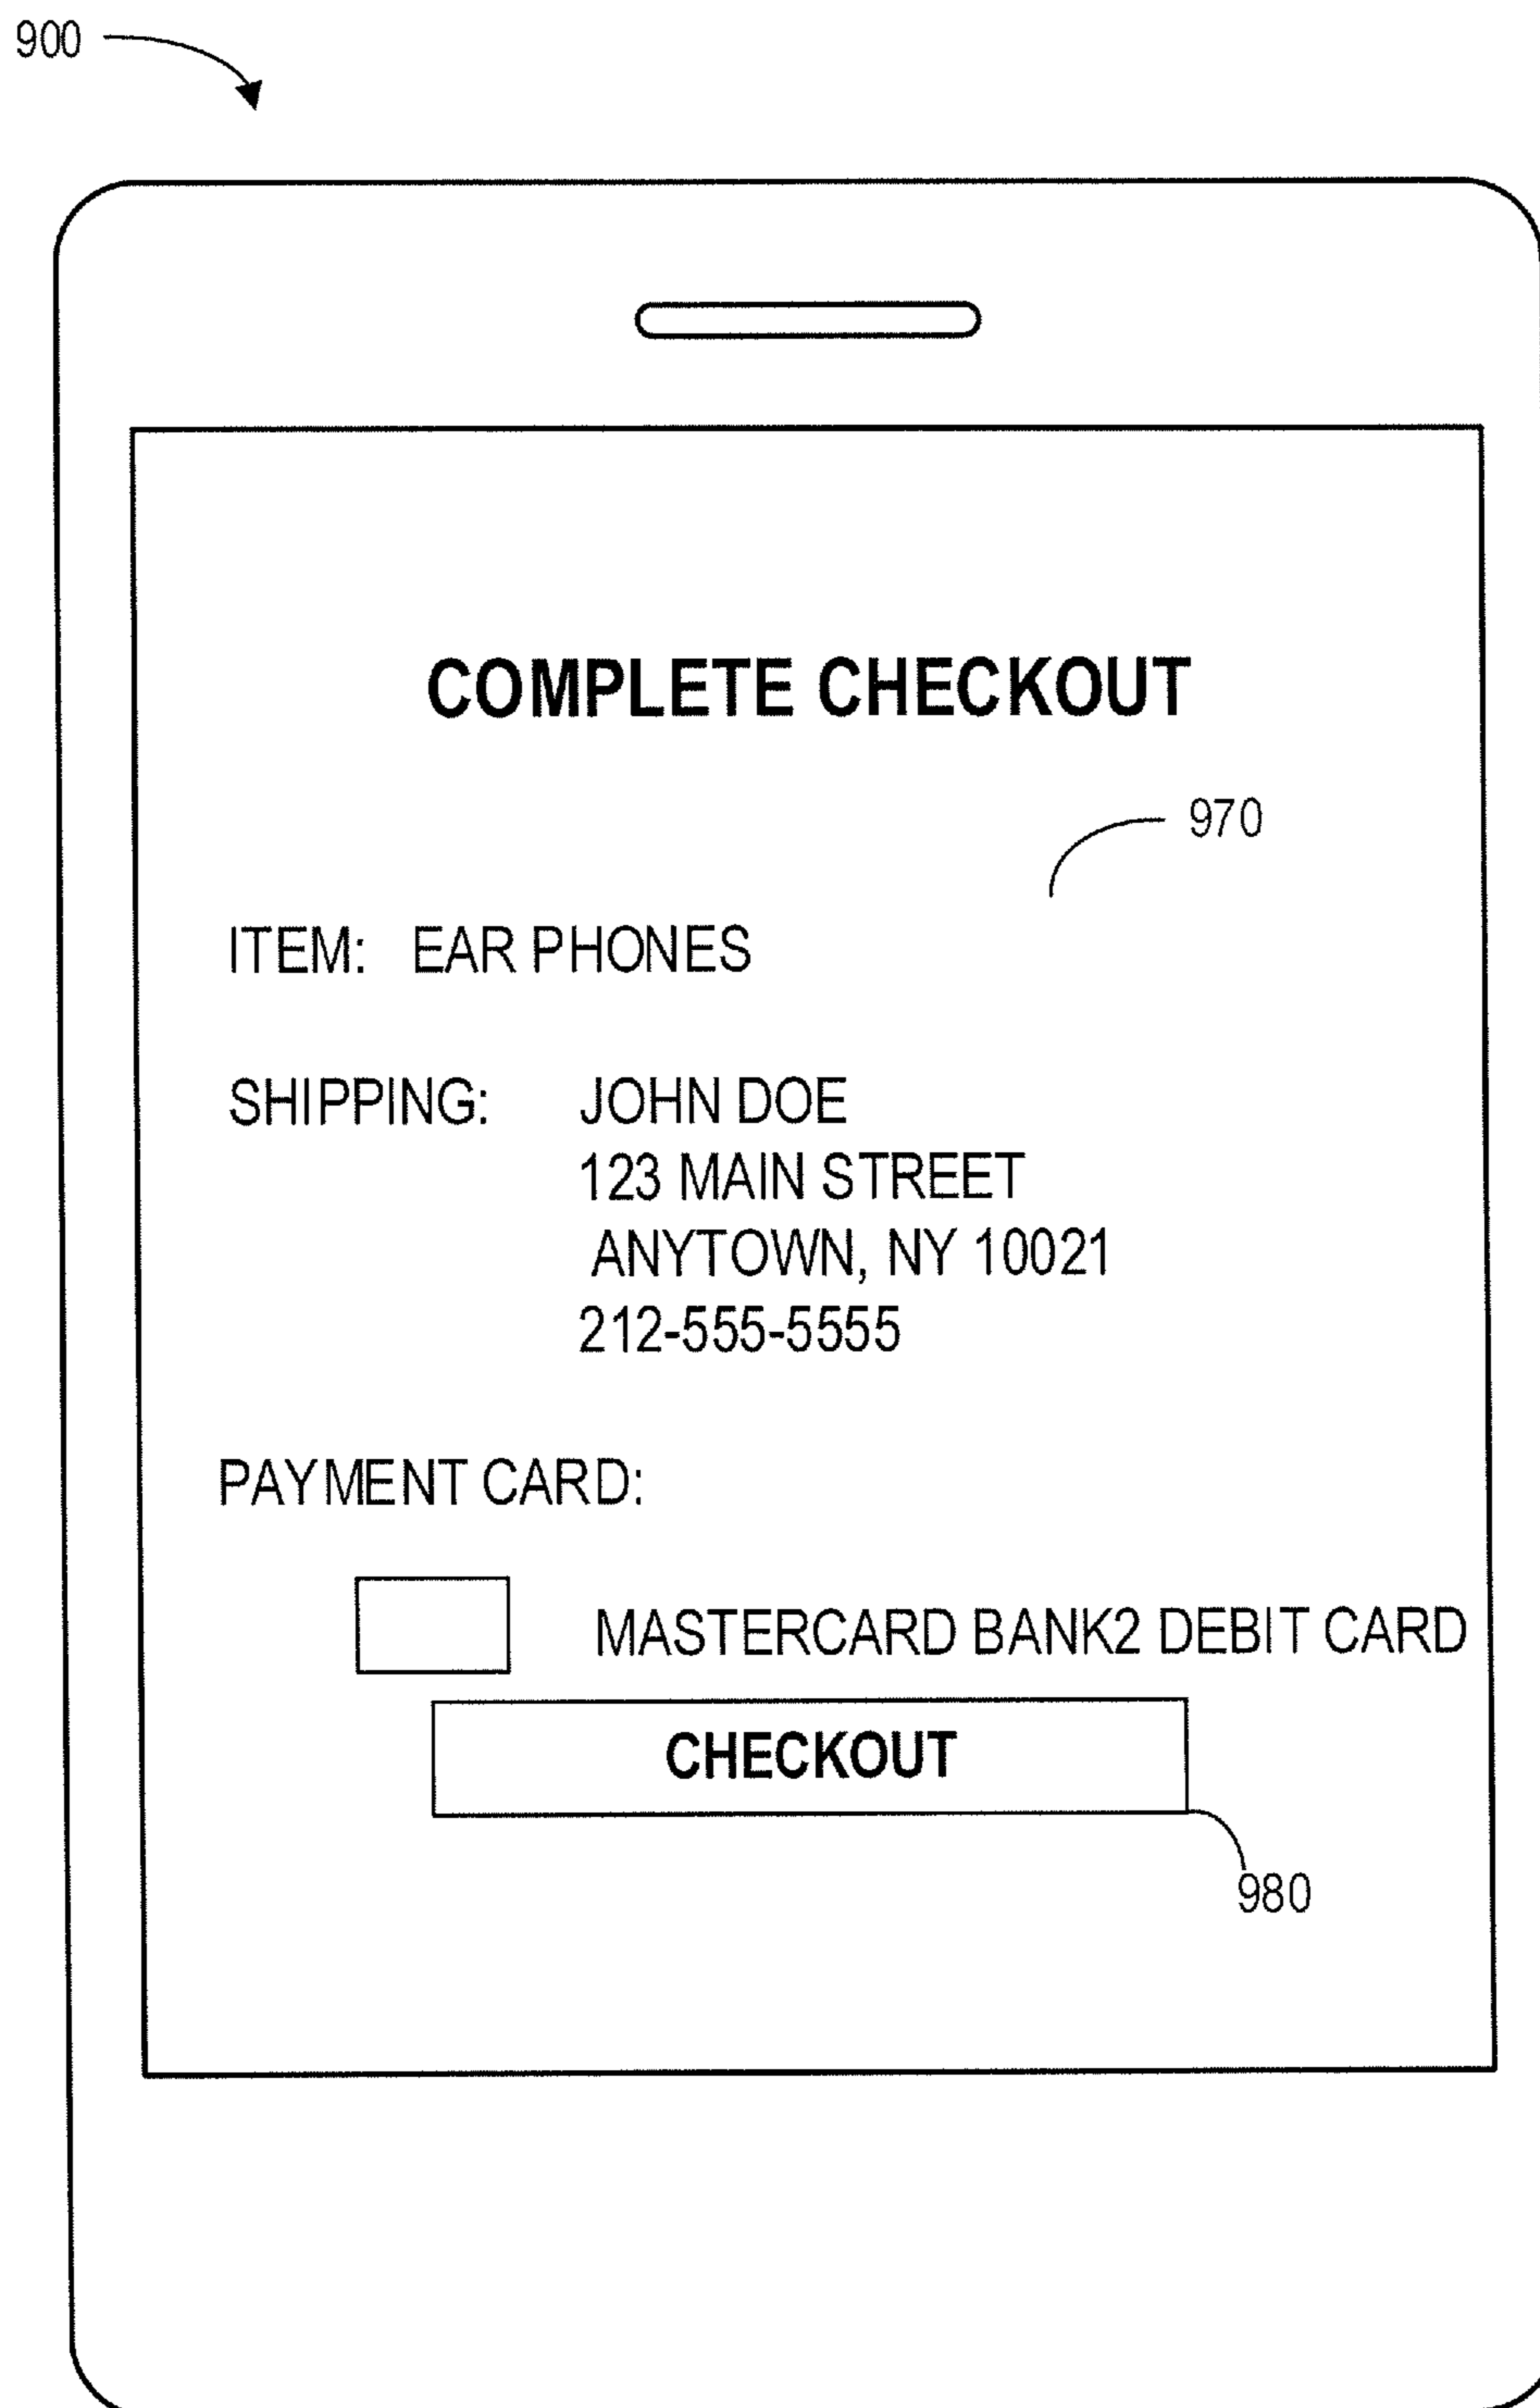 900
COMPLETE CHECKOUT
970
ITEM: EAR PHONES
SHIPPING: JOHN DOE
123 MAIN STREET
ANYTOWN, NY 10021
212-555-5555
PAYMENT CARD:
MASTERCARD BANK2 DEBIT CARD
CHECKOUT
980